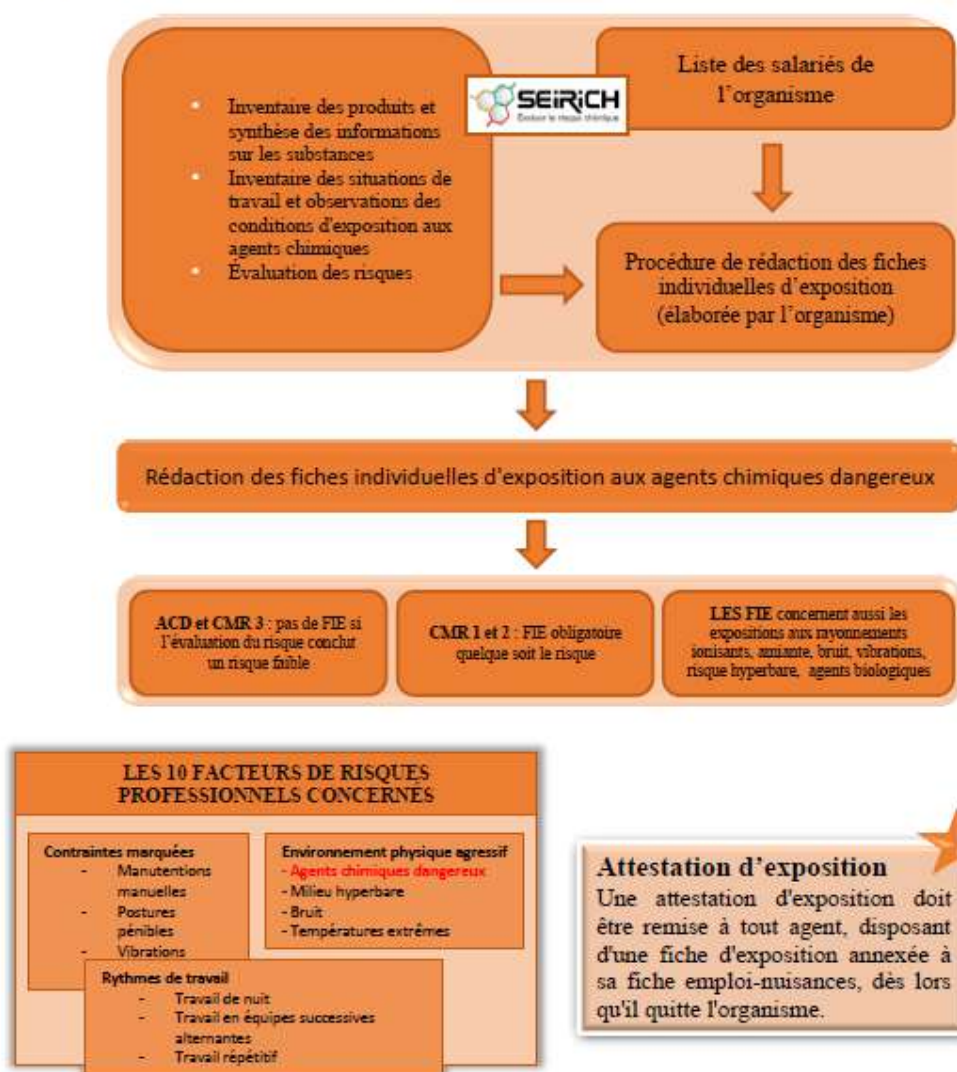 • Inventaire des produits et
synthèse des informations
sur les substances
• Inventaire des situations de
travail et observations des
conditions d'exposition aux
agents chimiques
• Évaluation des risques
SEIRICH
Évaluer le risque chimique
Liste des salariés de
l'organisme
Procédure de rédaction des fiches
individuelles d'exposition
(élaborée par l'organisme)
Rédaction des fiches individuelles d'exposition aux agents chimiques dangereux
ACD et CMR 3 : pas de FIE si
l'évaluation du risque conclut
un risque faible
CMR 1 et 2 : FIE obligatoire
quelque soit le risque
LES FIE concernent aussi les
expositions aux rayonnements
ionisants, amiante, bruit, vibrations,
risque hyperbare, agents biologiques
LES 10 FACTEURS DE RISQUES
PROFESSIONNELS CONCERNÉS
Contraintes marquées
- Manutentions
manuelles
- Postures
pénibles
- Vibrations
Environnement physique agressif
- Agents chimiques dangereux
- Milieu hyperbare
- Bruit
- Températures extrêmes
Rythmes de travail
- Travail de nuit
- Travail en équipes successives
alternantes
- Travail répétitif
Attestation d'exposition
Une attestation d'exposition doit
être remise à tout agent, disposant
d'une fiche d'exposition annexée à
sa fiche emploi-nuisances, dès lors
qu'il quitte l'organisme.